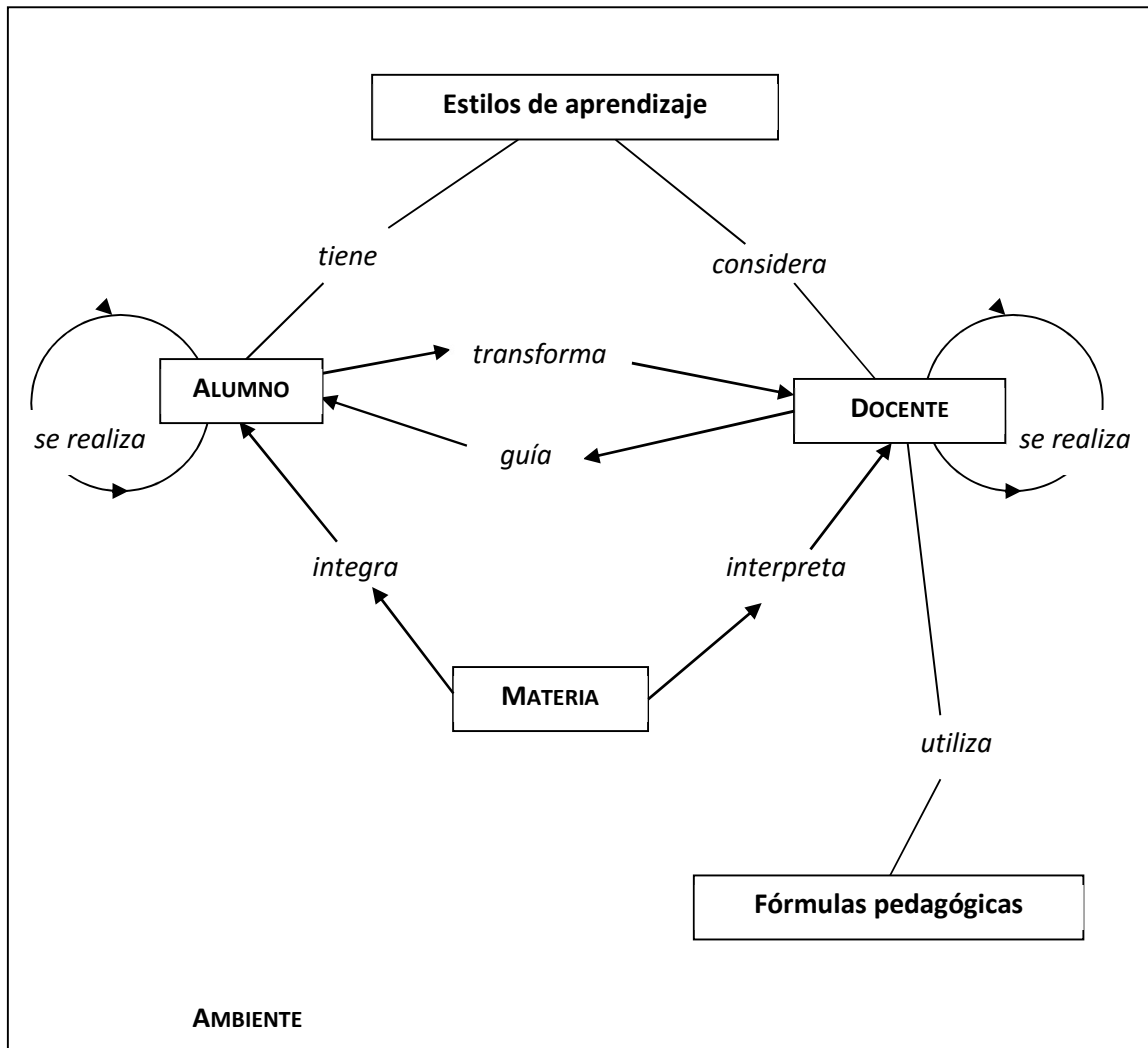 Estilos de aprendizaje
tiene
considera
transforma
ALUMNO
DOCENTE
se realiza
guía
se realiza
integra
interpreta
MATERIA
utiliza
Fórmulas pedagógicas
AMBIENTE